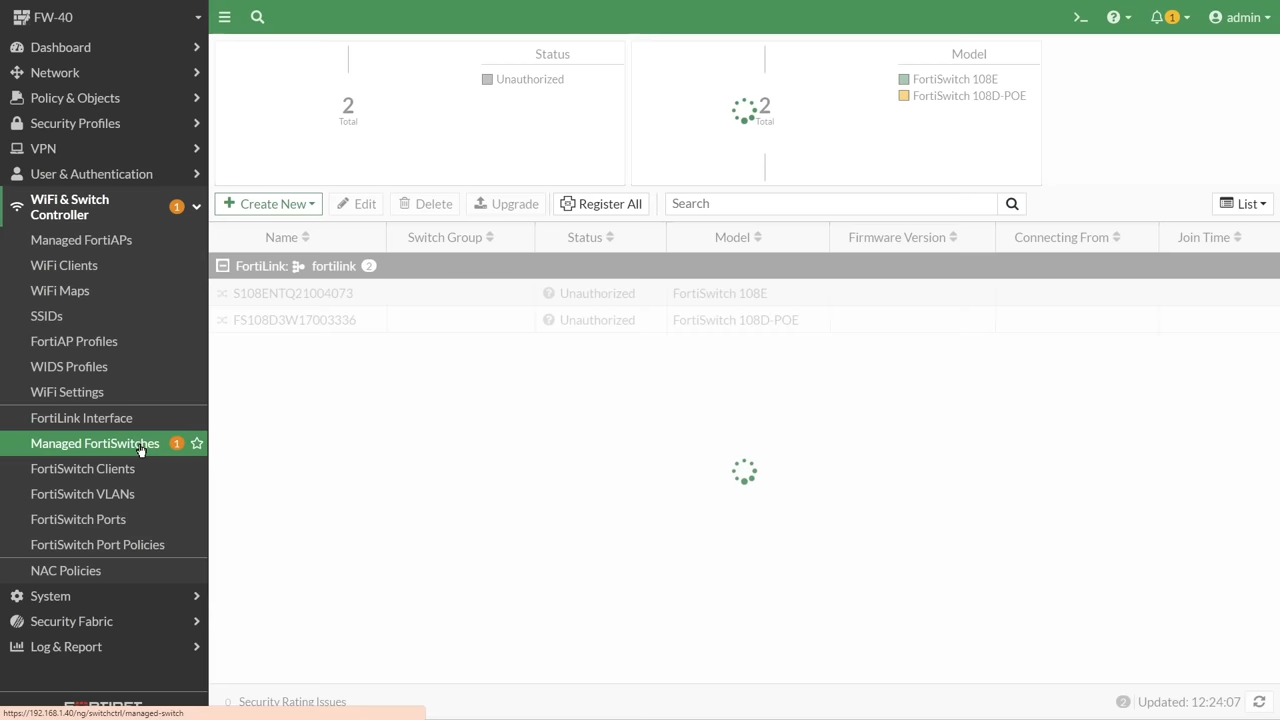 FW-40
admin
1
Dashboard
Network
Policy & Objects
Security Profiles
VPN
User & Authentication
WiFi & Switch
Controller
1
Managed FortiAPs
WiFi Clients
WiFi Maps
SSIDs
FortiAP Profiles
WIDS Profiles
WiFi Settings
FortiLink Interface
Managed FortiSwitches 1
FortiSwitch Clients
FortiSwitch VLANs
FortiSwitch Ports
FortiSwitch Port Policies
NAC Policies
System
Security Fabric
Log & Report
https://192.168.1.40/ng/switchctrl/managed-switch
Status
2
Total
Unauthorized
Model
2
Total
FortiSwitch 108E
FortiSwitch 108D-POE
Create New Edit Delete Upgrade Register All Search List
Name Switch Group Status Model Firmware Version Connecting From Join Time
FortiLink: fortilink 2
S108ENTQ21004073 Unauthorized FortiSwitch 108E
FS108D3W17003336 Unauthorized FortiSwitch 108D-POE
0 Security Rating Issues
2 Updated: 12:24:07